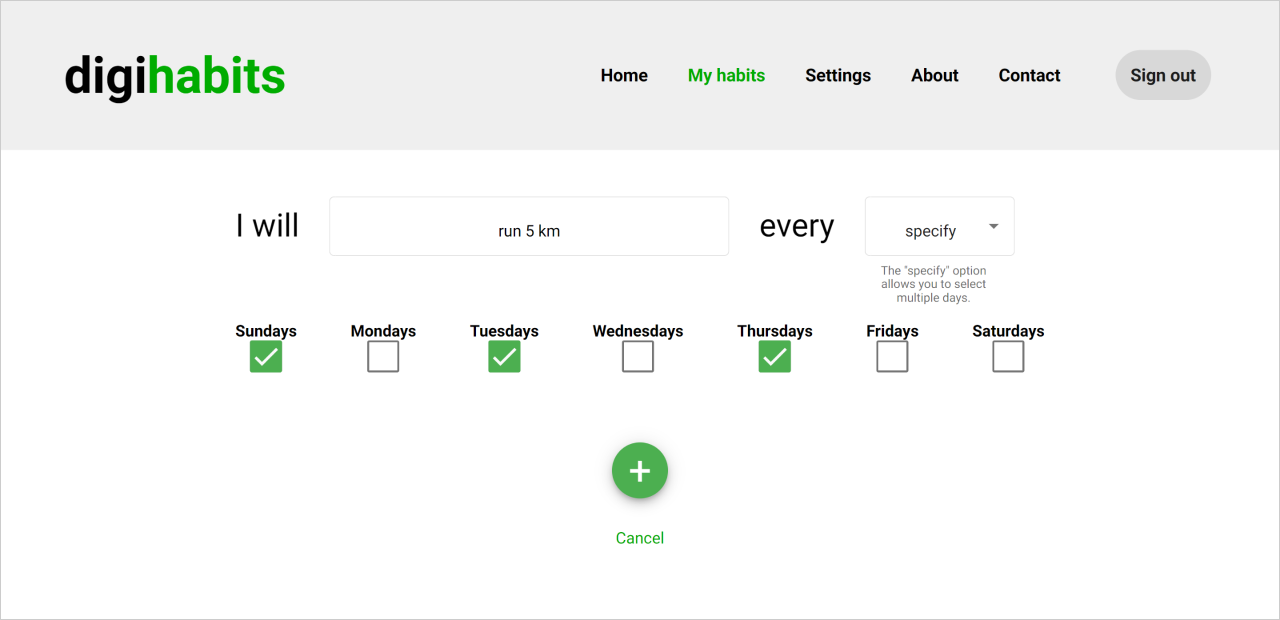 digihabits Home My habits Settings About Contact Sign out
I will run 5 km every specify
The "specify" option
allows you to select
multiple days.
Sundays Mondays Tuesdays Wednesdays Thursdays Fridays Saturdays
+
Cancel